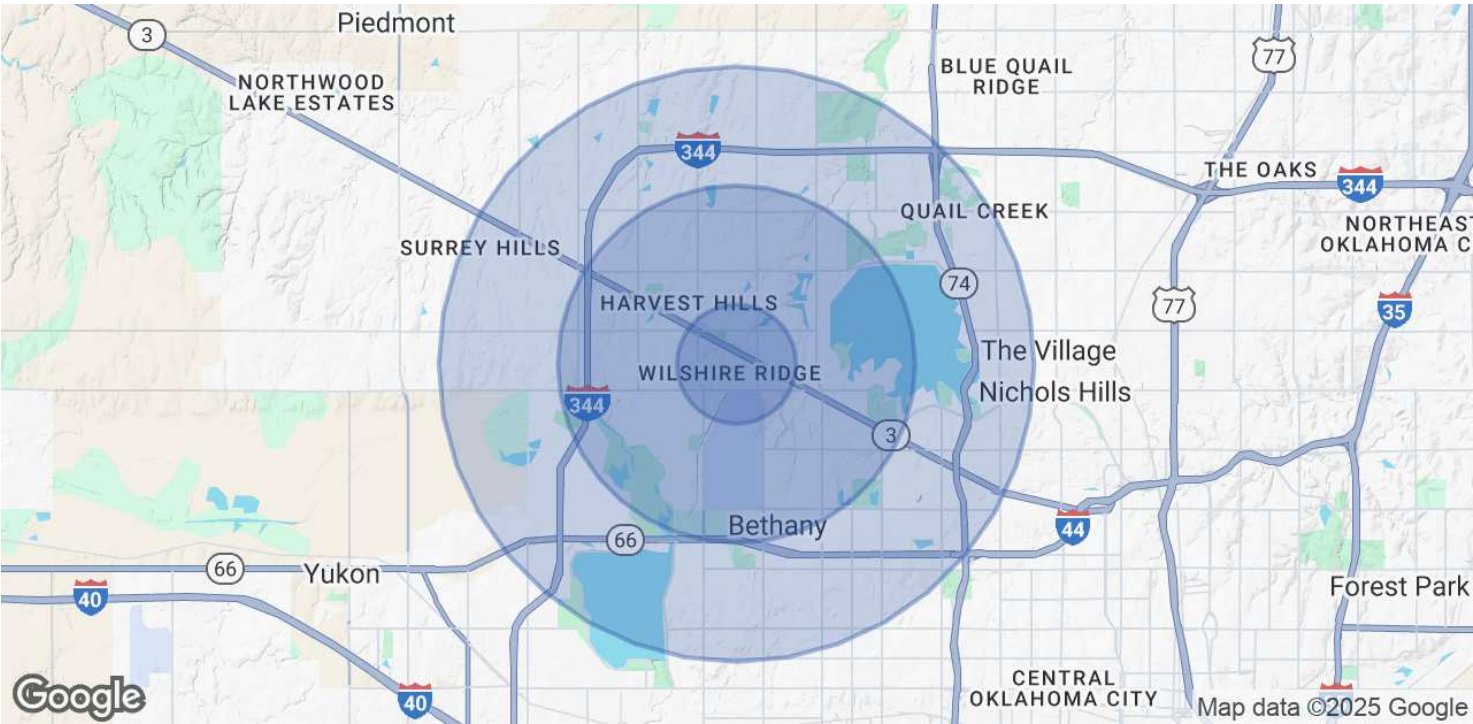 Piedmont
3
77
NORTHWOOD
LAKE ESTATES
BLUE QUAIL
RIDGE
344
THE OAKS
344
QUAIL CREEK
NORTHEAST
OKLAHOMA C
SURREY HILLS
74
HARVEST HILLS
77
35
The Village
WILSHIRE RIDGE
Nichols Hills
344
3
Bethany
44
66
66
Yukon
Forest Park
40
CENTRAL
OKLAHOMA CITY
40
Google
Map data ©2025 Google